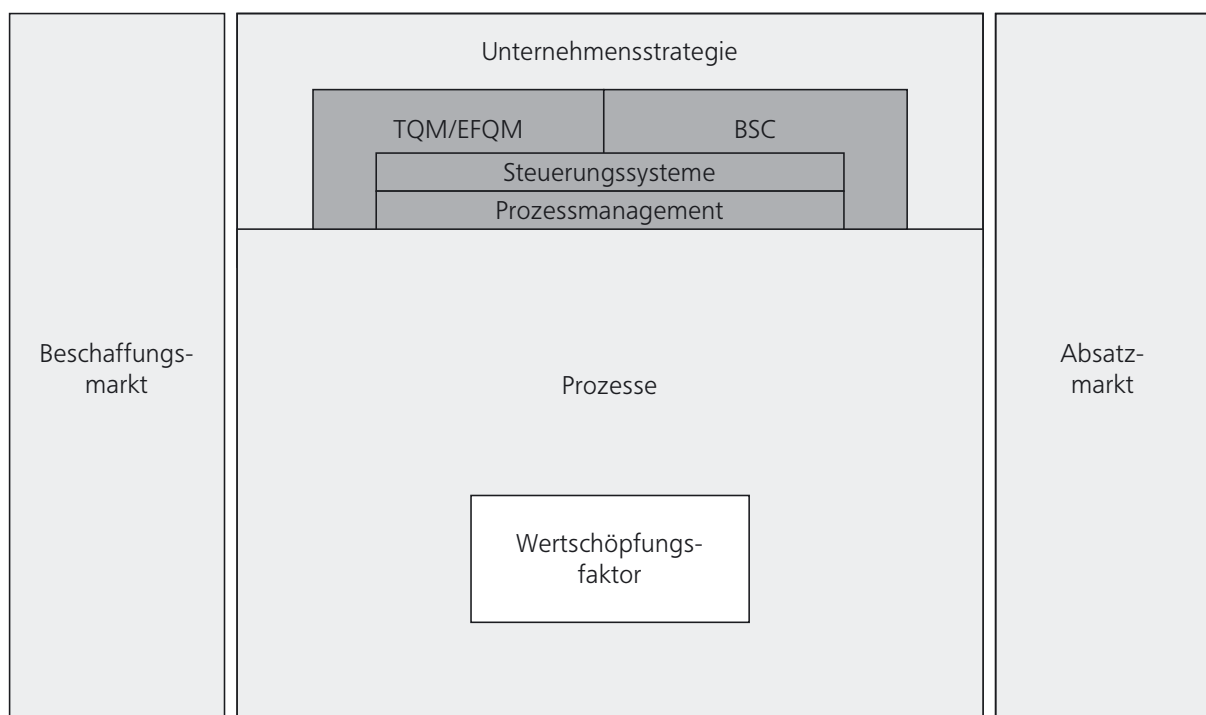 Unternehmensstrategie
TQM/EFQM
BSC
Steuerungssysteme
Prozessmanagement
Beschaffungs-
markt
Prozesse
Absatz-
markt
Wertschöpfungs-
faktor